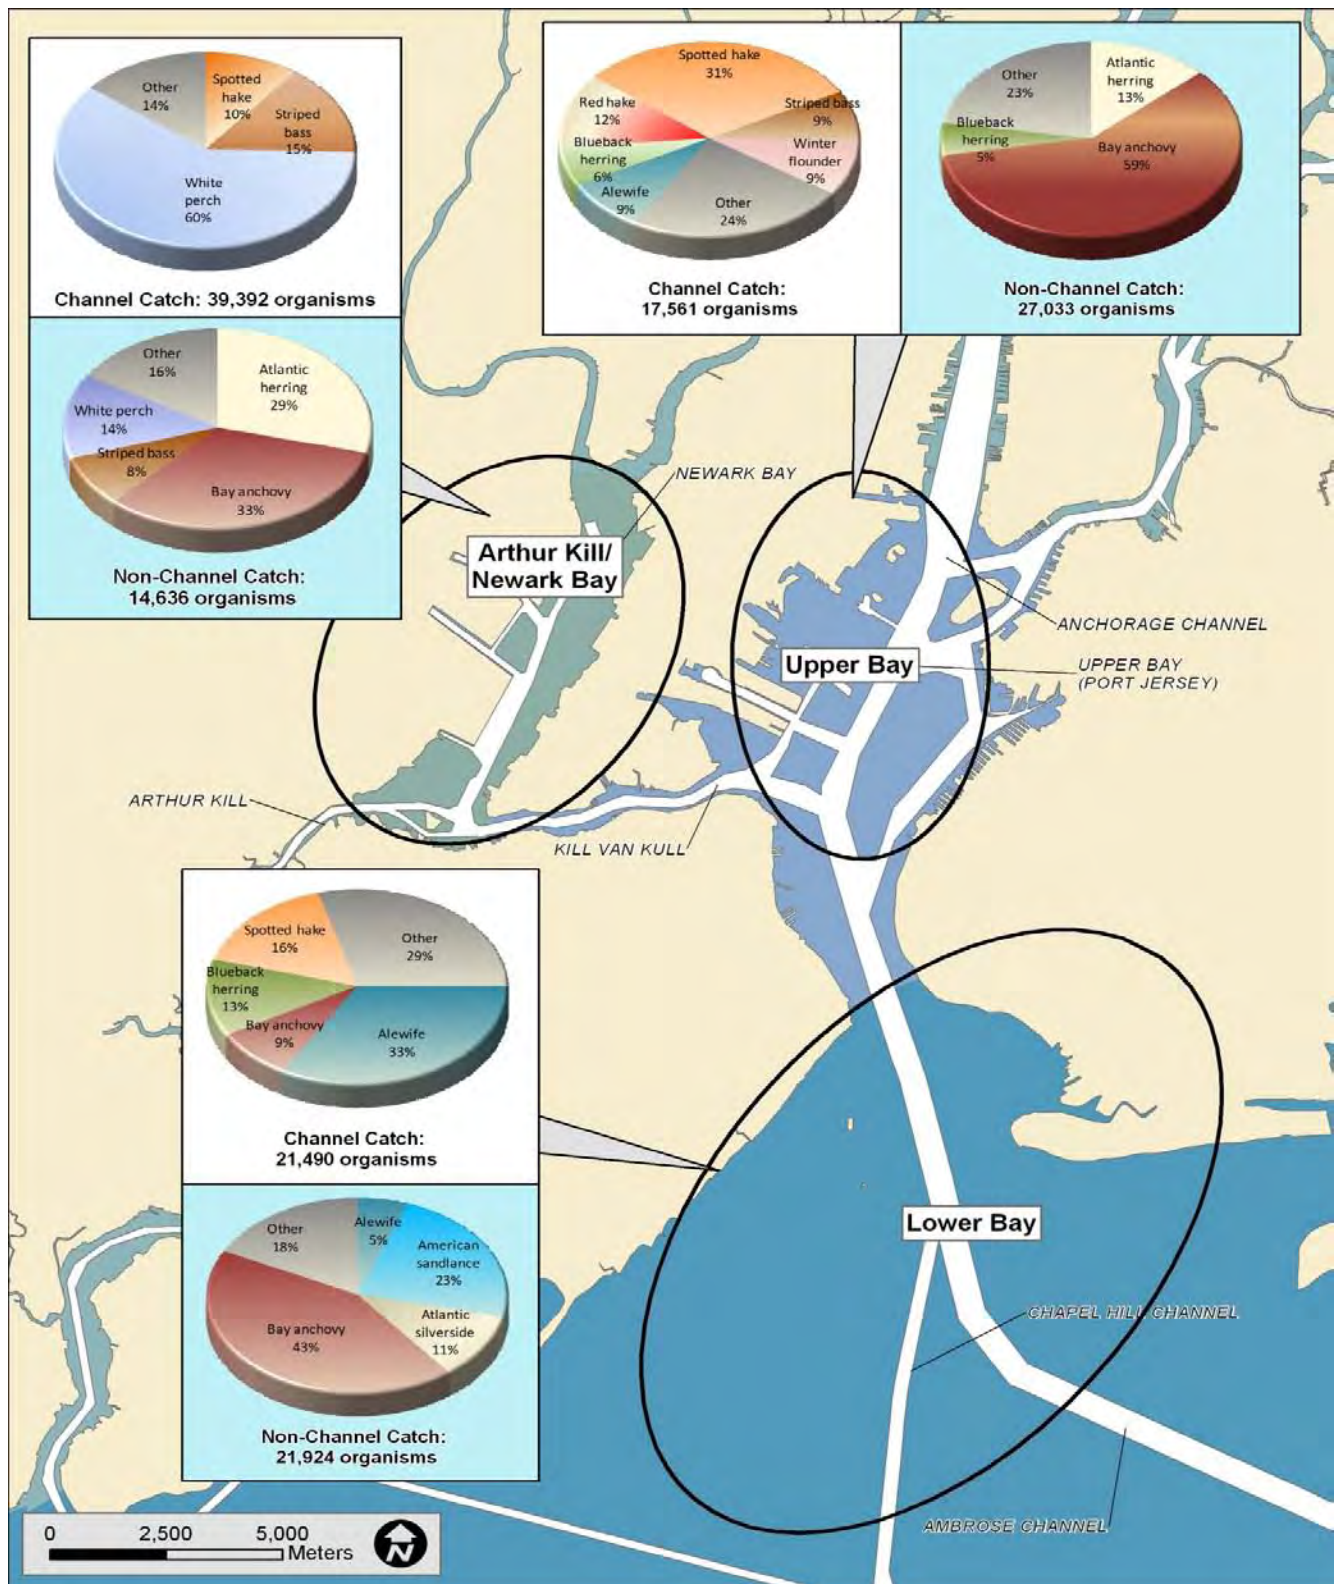 Other
14%
Spotted
hake
10%
Striped
bass
15%
White
perch
60%
Channel Catch: 39,392 organisms
Other
16%
Atlantic
herring
29%
White perch
14%
Striped bass
8%
Bay anchovy
33%
Non-Channel Catch:
14,636 organisms
Spotted hake
31%
Red hake
12%
Striped bass
9%
Blueback
herring
6%
Winter
flounder
9%
Alewife
9%
Other
24%
Channel Catch:
17,561 organisms
Other
23%
Atlantic
herring
13%
Blueback
herring
5%
Bay anchovy
59%
Non-Channel Catch:
27,033 organisms
NEWARK BAY
Arthur Kill/
Newark Bay
ANCHORAGE CHANNEL
Upper Bay
UPPER BAY
(PORT JERSEY)
ARTHUR KILL
KILL VAN KULL
Spotted hake
16%
Other
29%
Blueback
herring
13%
Bay anchovy
9%
Alewife
33%
Channel Catch:
21,490 organisms
Other
18%
Alewife
5%
American
sandlance
23%
Bay anchovy
43%
Atlantic
silverside
11%
Non-Channel Catch:
21,924 organisms
Lower Bay
CHAPEL HILL CHANNEL
AMBROSE CHANNEL
0 2,500 5,000
Meters
N